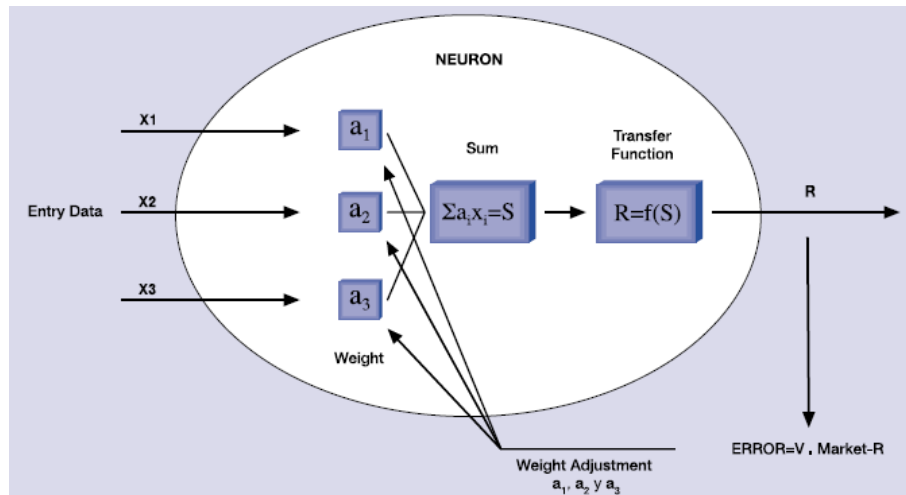 NEURON
X1
a₁
Sum
Transfer
Function
Entry Data
X2
a₂
Σaᵢxᵢ=S
R=f(S)
R
X3
a₃
Weight
ERROR=V . Market-R
Weight Adjustment
a₁, a₂ y a₃